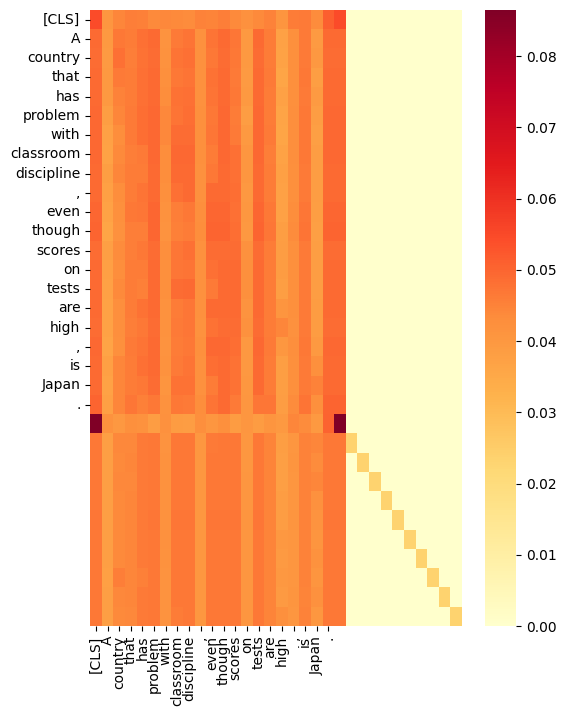 [CLS]
A
country
that
has
problem
with
classroom
discipline
,
even
though
scores
on
tests
are
high
,
is
Japan
.
0.08
0.07
0.06
0.05
0.04
0.03
0.02
0.01
0.00
[CLS]
A
country
that
has
problem
with
classroom
discipline
,
even
though
scores
on
tests
are
high
,
is
Japan
.